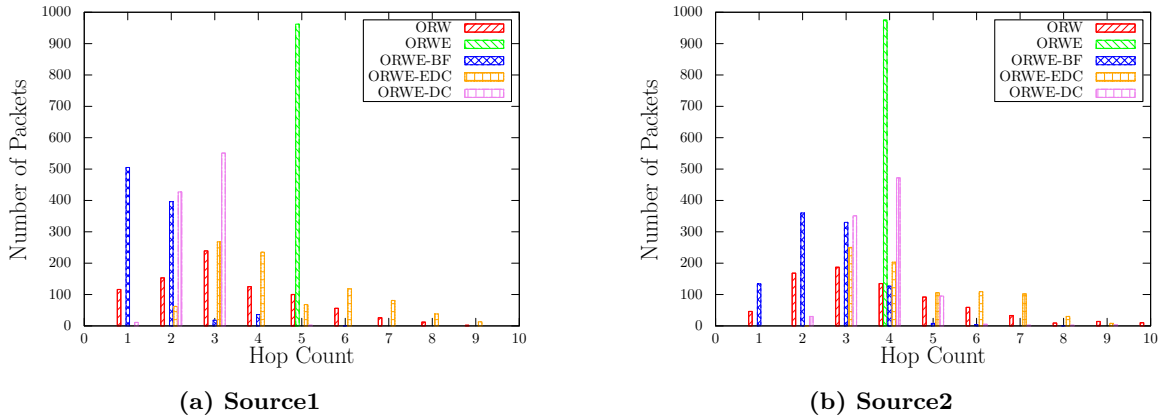 1000
900
800
700
600
500
400
300
200
100
0
0 1 2 3 4 5 6 7 8 9 10
Number of Packets
Hop Count
ORW
ORWE
ORWE-BF
ORWE-EDC
ORWE-DC
(a) Source1
1000
900
800
700
600
500
400
300
200
100
0
0 1 2 3 4 5 6 7 8 9 10
Number of Packets
Hop Count
ORW
ORWE
ORWE-BF
ORWE-EDC
ORWE-DC
(b) Source2